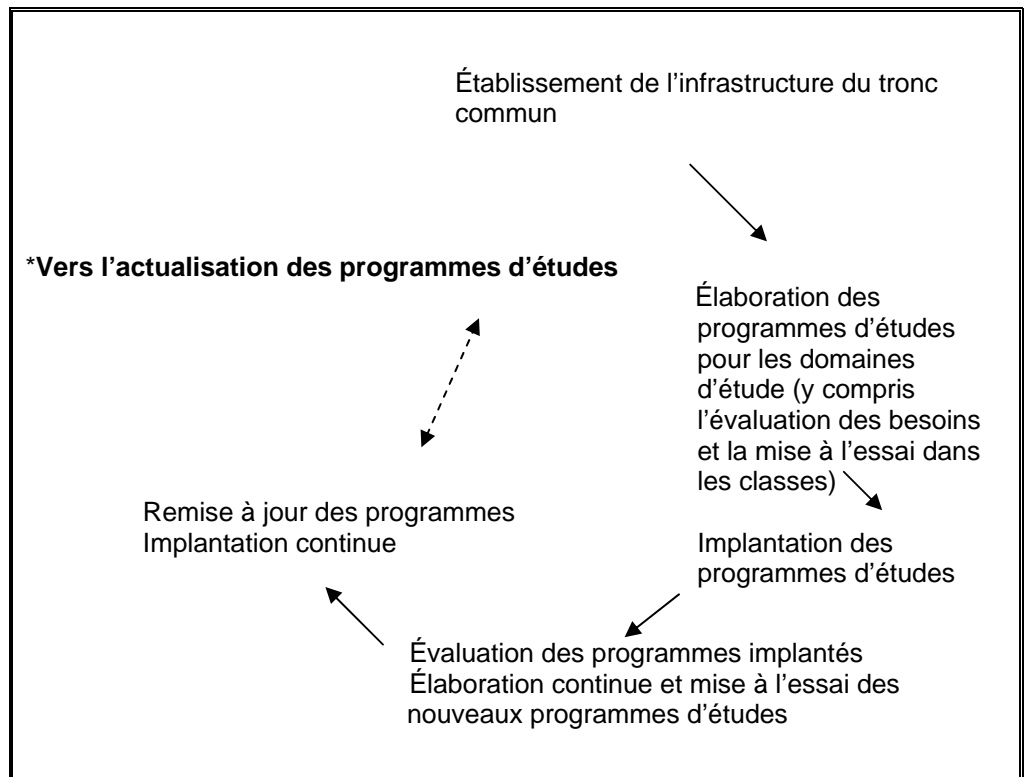 Établissement de l’infrastructure du tronc
commun
*Vers l’actualisation des programmes d’études
Élaboration des
programmes d’études
pour les domaines
d’étude (y compris
l’évaluation des besoins
et la mise à l’essai dans
les classes)
Implantation des
programmes d’études
Évaluation des programmes implantés
Élaboration continue et mise à l’essai des
nouveaux programmes d’études
Remise à jour des programmes
Implantation continue